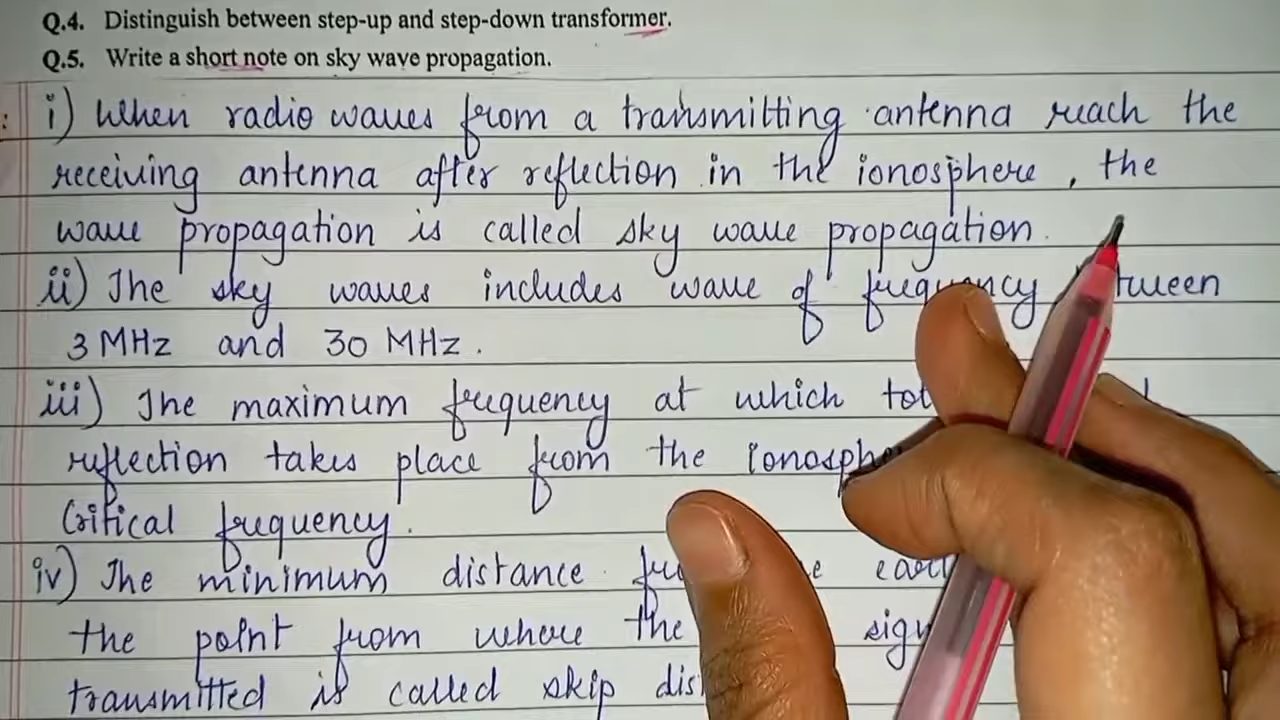 Q.4. Distinguish between step-up and step-down transformer.
Q.5. Write a short note on sky wave propagation.
: i) When radio waves from a transmitting antenna reach the
receiving antenna after reflection in the ionosphere, the
wave propagation is called sky wave propagation.
ii) The sky waves includes wave of frequency
3 MHz and 30 MHz.
iii) The maximum frequency at which
reflection takes place from the
Critical frequency.
iv) The minimum distance
the point from where the
transmitted is called skip